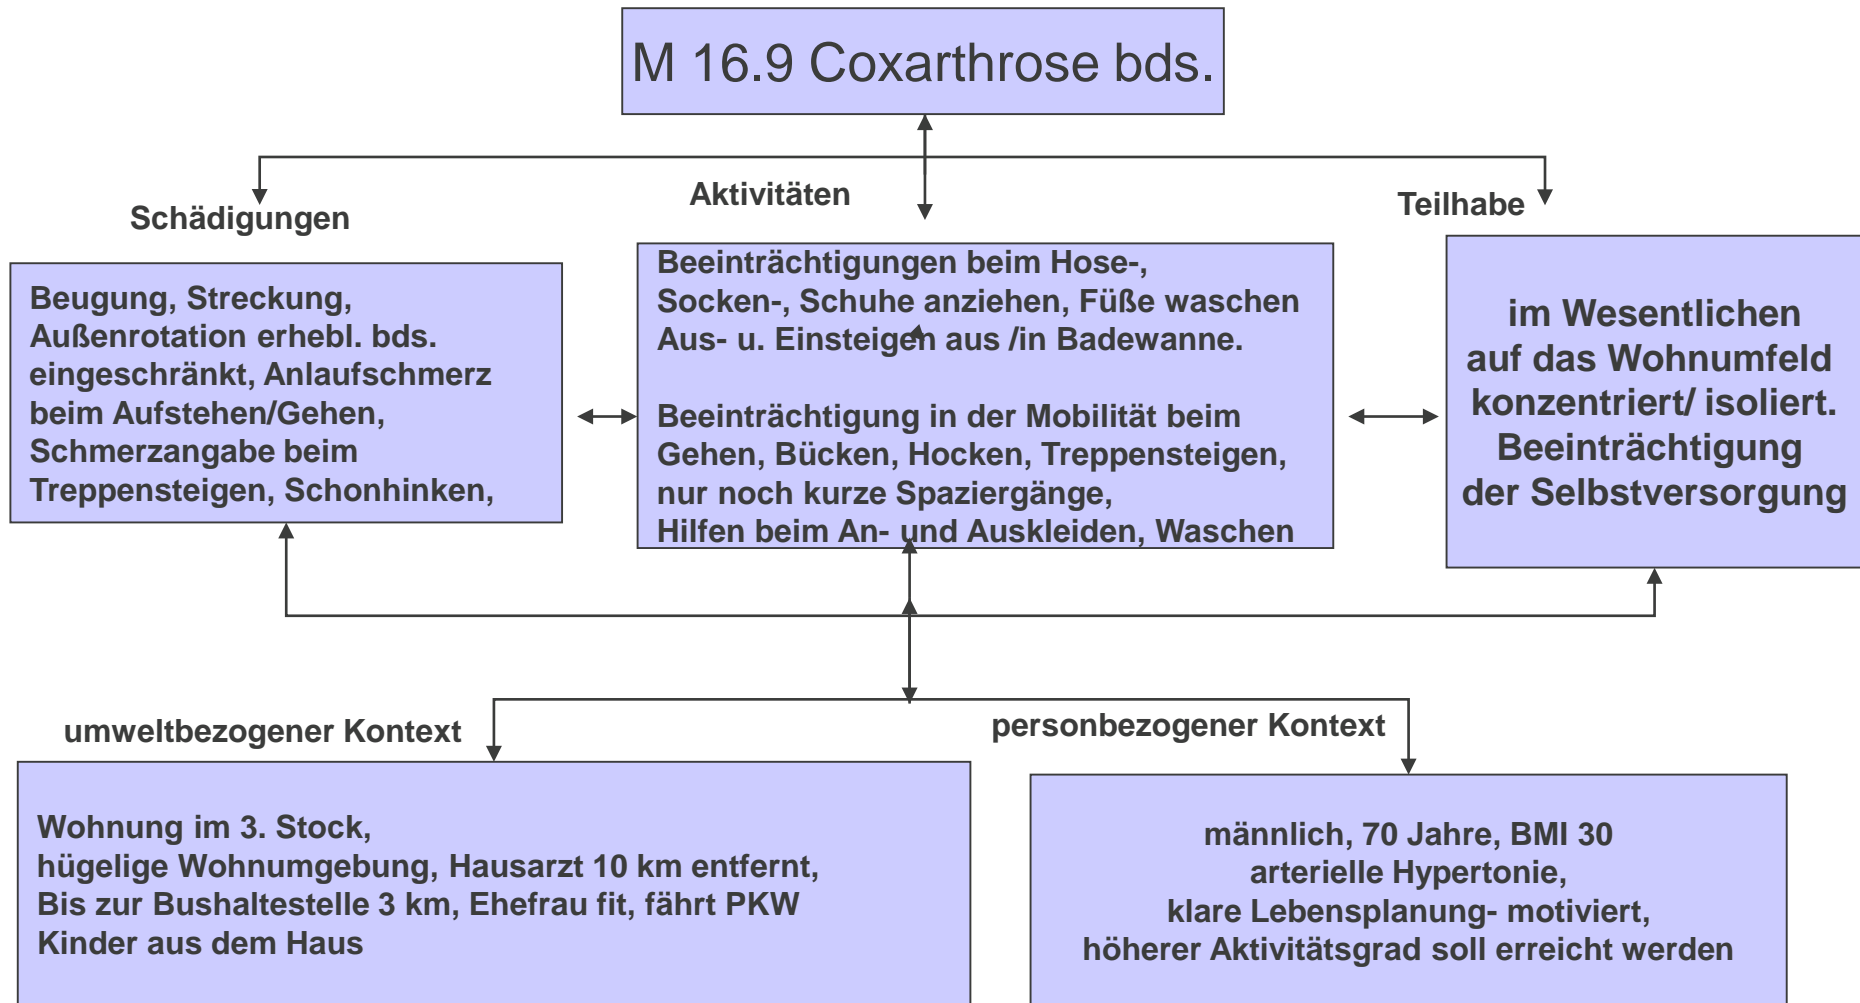 M 16.9 Coxarthrose bds.
Schädigungen
Aktivitäten
Teilhabe
Beugung, Streckung,
Außenrotation erhebl. bds.
eingeschränkt, Anlaufschmerz
beim Aufstehen/Gehen,
Schmerzangabe beim
Treppensteigen, Schonhinken,
Beeinträchtigungen beim Hose-,
Socken-, Schuhe anziehen, Füße waschen
Aus- u. Einsteigen aus /in Badewanne.
Beeinträchtigung in der Mobilität beim
Gehen, Bücken, Hocken, Treppensteigen,
nur noch kurze Spaziergänge,
Hilfen beim An- und Auskleiden, Waschen
im Wesentlichen
auf das Wohnumfeld
konzentriert/ isoliert.
Beeinträchtigung
der Selbstversorgung
umweltbezogener Kontext
personbezogener Kontext
Wohnung im 3. Stock,
hügelige Wohnumgebung, Hausarzt 10 km entfernt,
Bis zur Bushaltestelle 3 km, Ehefrau fit, fährt PKW
Kinder aus dem Haus
männlich, 70 Jahre, BMI 30
arterielle Hypertonie,
klare Lebensplanung- motiviert,
höherer Aktivitätsgrad soll erreicht werden